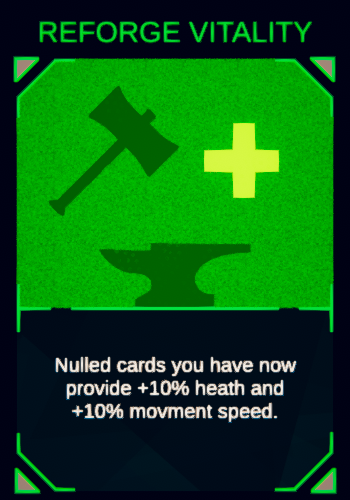 REFORGE VITALITY
Nulled cards you have now
provide +10% heath and
+10% movment speed.